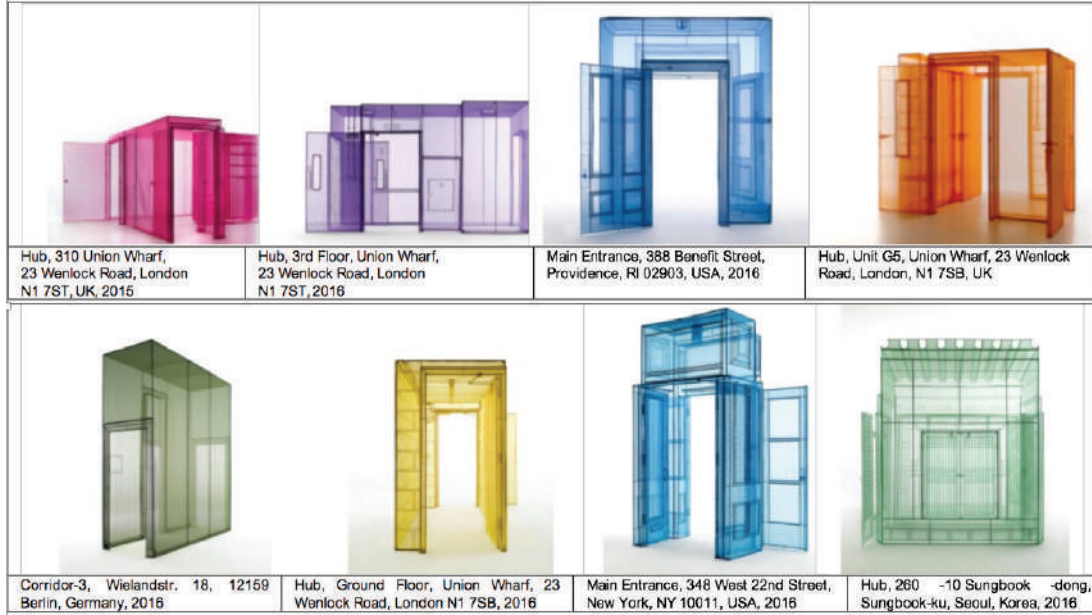 Hub, 310 Union Wharf,
23 Wenlock Road, London
N1 7ST, UK, 2015
Hub, 3rd Floor, Union Wharf,
23 Wenlock Road, London
N1 7ST, 2016
Main Entrance, 388 Benefit Street,
Providence, RI 02903, USA, 2016
Hub, Unit G5, Union Wharf, 23 Wenlock
Road, London, N1 7SB, UK
Corridor-3, Wielandstr. 18, 12159
Berlin, Germany, 2016
Hub, Ground Floor, Union Wharf, 23
Wenlock Road, London N1 7SB, 2016
Main Entrance, 348 West 22nd Street,
New York, NY 10011, USA, 2016
Hub, 260 -10 Sungbook -dong,
Sungbook-ku, Seoul, Korea, 2016